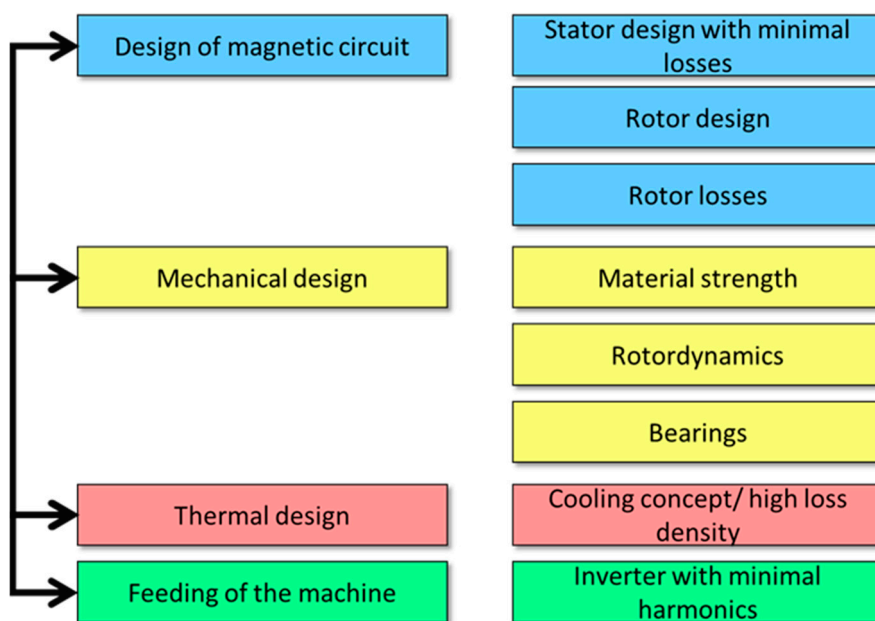 Design of magnetic circuit
Stator design with minimal
losses
Rotor design
Rotor losses
Mechanical design
Material strength
Rotordynamics
Bearings
Thermal design
Cooling concept/ high loss
density
Feeding of the machine
Inverter with minimal
harmonics